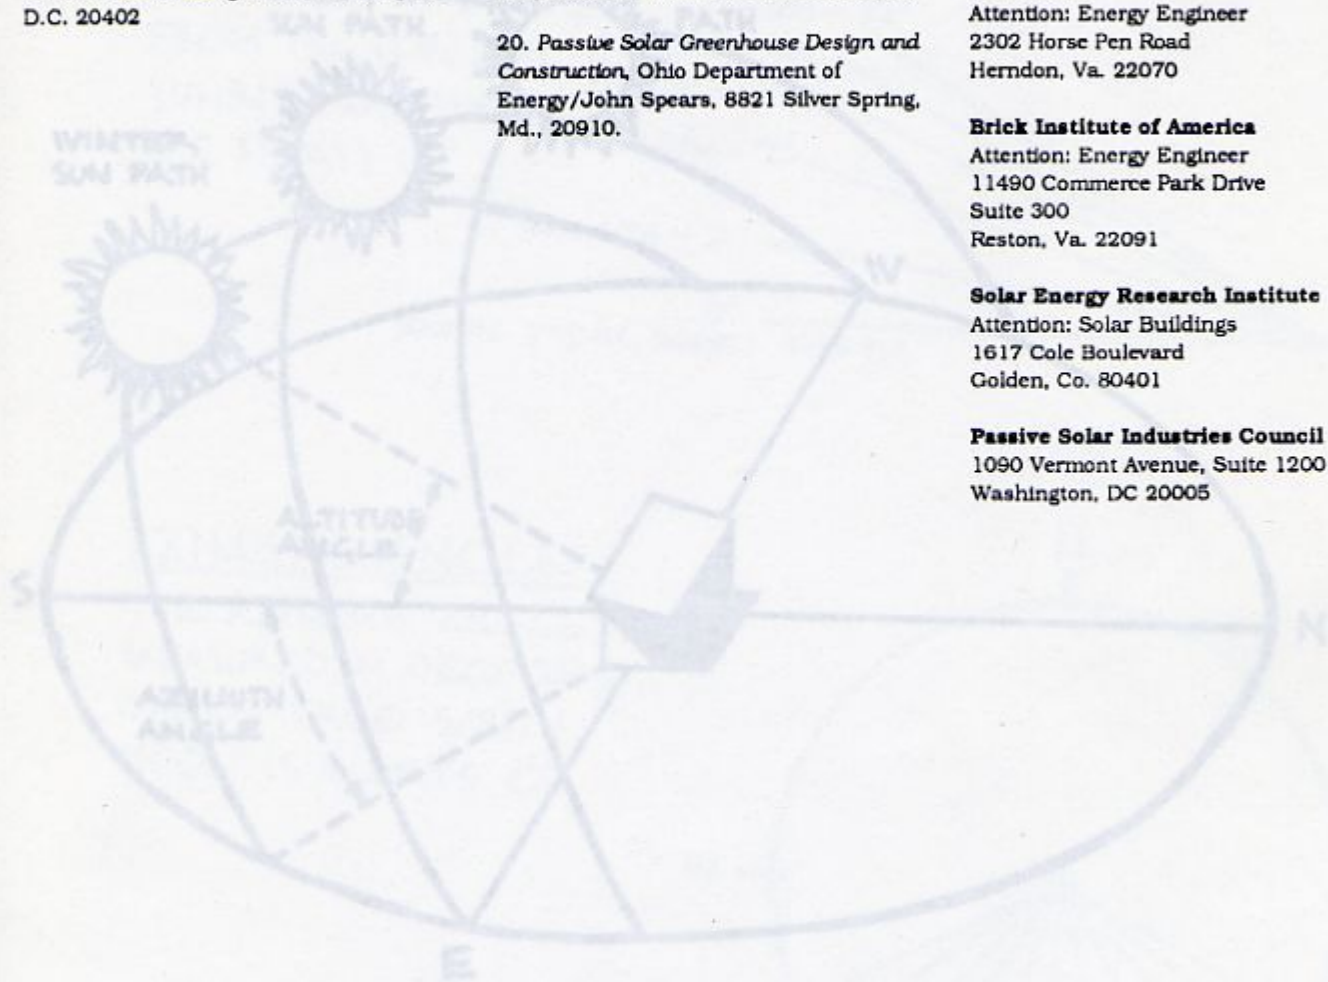 D.C. 20402
20. Passive Solar Greenhouse Design and
Construction, Ohio Department of
Energy/John Spears, 8821 Silver Spring,
Md., 20910.
Attention: Energy Engineer
2302 Horse Pen Road
Herndon, Va. 22070
Brick Institute of America
Attention: Energy Engineer
11490 Commerce Park Drive
Suite 300
Reston, Va. 22091
Solar Energy Research Institute
Attention: Solar Buildings
1617 Cole Boulevard
Golden, Co. 80401
Passive Solar Industries Council
1090 Vermont Avenue, Suite 1200
Washington, DC 20005
SUN PATH
PATH
WINTER
SUN PATH
W
ALTITUDE
ANGLE
S
N
AZIMUTH
ANGLE
E